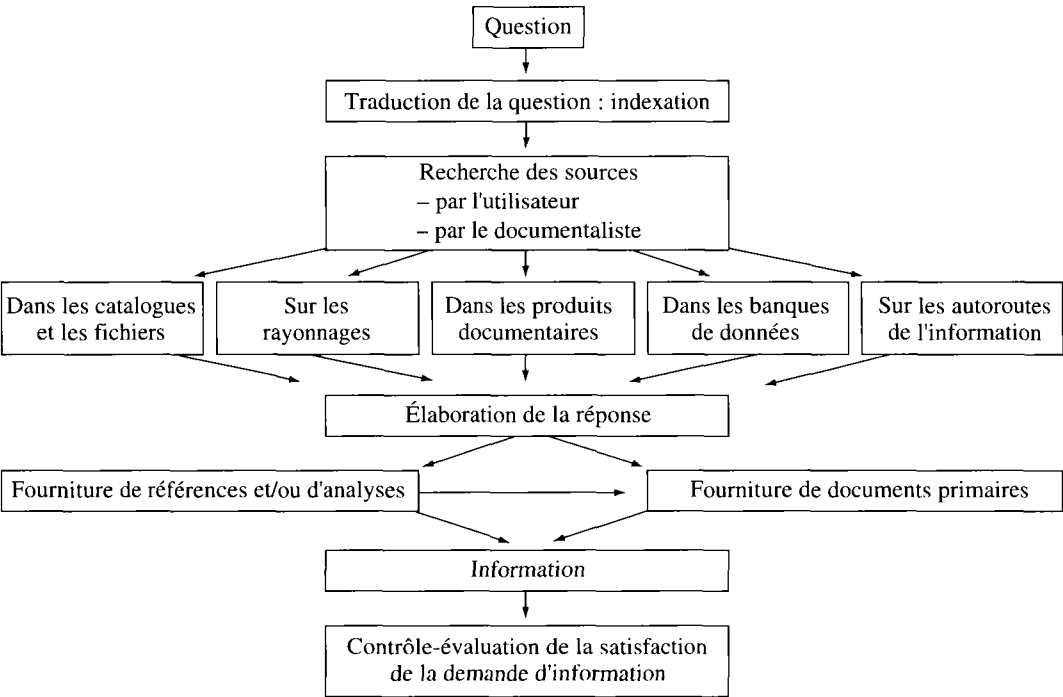 Question
Traduction de la question : indexation
Recherche des sources
– par l'utilisateur
– par le documentaliste
Dans les catalogues
et les fichiers
Sur les
rayonnages
Dans les produits
documentaires
Dans les banques
de données
Sur les autoroutes
de l'information
Élaboration de la réponse
Fourniture de références et/ou d'analyses
Fourniture de documents primaires
Information
Contrôle-évaluation de la satisfaction
de la demande d'information